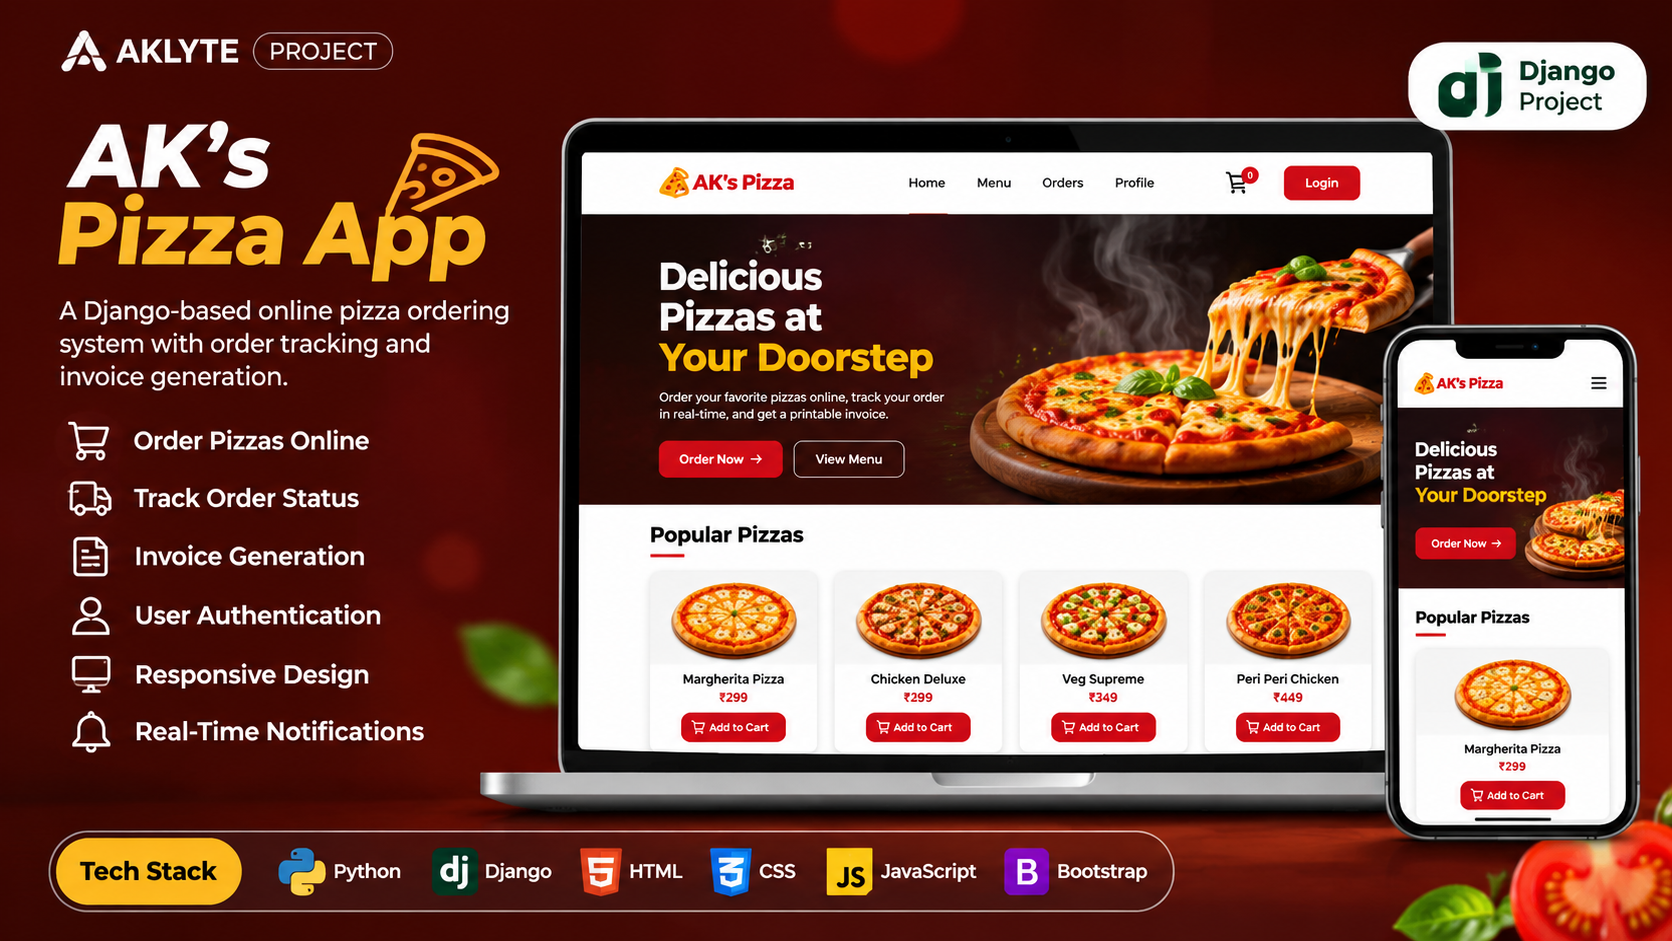 AKLYTE PROJECT
dj Django
Project
AK's
Pizza App
A Django-based online pizza ordering
system with order tracking and
invoice generation.
Order Pizzas Online
Track Order Status
Invoice Generation
User Authentication
Responsive Design
Real-Time Notifications
AK's Pizza Home Menu Orders Profile 0 Login
Delicious
Pizzas at
Your Doorstep
Order your favorite pizzas online, track your order
in real-time, and get a printable invoice.
Order Now → View Menu
Popular Pizzas
Margherita Pizza Chicken Deluxe Veg Supreme Peri Peri Chicken
₹299 ₹299 ₹349 ₹449
Add to Cart Add to Cart Add to Cart Add to Cart
AK's Pizza
Delicious
Pizzas at
Your Doorstep
Order Now →
Popular Pizzas
Margherita Pizza
₹299
Add to Cart
Tech Stack Python dj Django 5 HTML 3 CSS JS JavaScript B Bootstrap